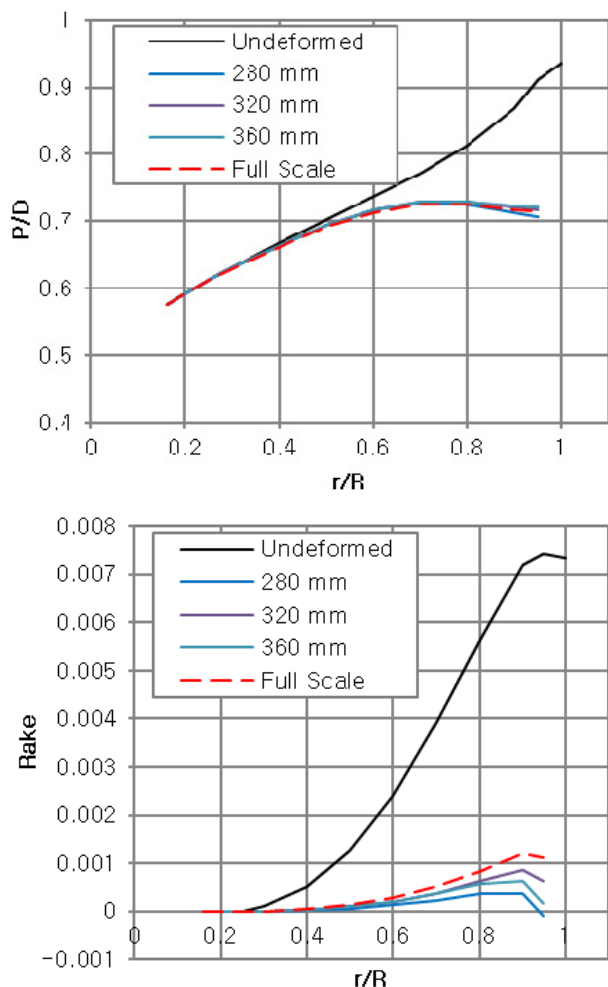 1
Undeformed
0.9
280 mm
320 mm
0.8
360 mm
Full Scale
P/D
0.7
0.6
0.5
0.4
0 0.2 0.4 0.6 0.8 1
r/R
0.008
Undeformed
0.007
280 mm
0.006
320 mm
360 mm
0.005
Full Scale
0.004
Rake
0.003
0.002
0.001
0
0 0.2 0.4 0.6 0.8 1
-0.001
r/R